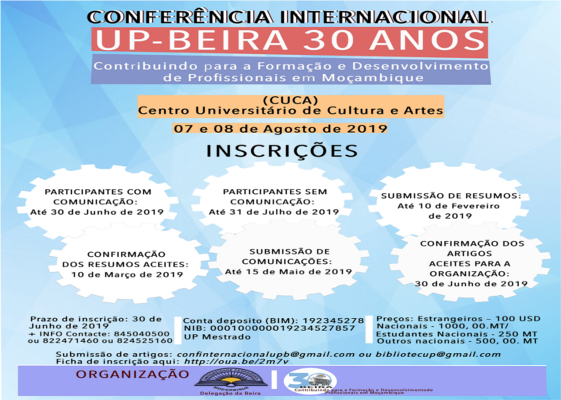 CONFERÊNCIA INTERNACIONAL
UP-BEIRA 30 ANOS
Contribuindo para a Formação e Desenvolvimento
de Profissionais em Moçambique
(CUCA)
Centro Universitário de Cultura e Artes
07 e 08 de Agosto de 2019
INSCRIÇÕES
PARTICIPANTES COM
COMUNICAÇÃO:
Até 30 de Junho de 2019
PARTICIPANTES SEM
COMUNICAÇÃO:
Até 31 de Julho de 2019
SUBMISSÃO DE RESUMOS:
Até 10 de Fevereiro
de 2019
CONFIRMAÇÃO
DOS RESUMOS ACEITES:
10 de Março de 2019
SUBMISSÃO DE
COMUNICAÇÕES:
Até 15 de Maio de 2019
CONFIRMAÇÃO DOS
ARTIGOS
ACEITES PARA A
ORGANIZAÇÃO:
30 de Junho de 2019
Prazo de inscrição: 30 de
Junho de 2019
+ INFO Contacte: 845040500
ou 822471460 ou 824525160
Conta deposito (BIM): 192345278
NIB: 000100000019234527857
UP Mestrado
Preços: Estrangeiros – 100 USD
Nacionais - 1000, 00.MT/
Estudantes Nacionais - 250 MT
Outros nacionais - 500, 00. MT
Submissão de artigos: confinternacionalupb@gmail.com ou bibliotecup@gmail.com
Ficha de inscrição aqui: http://oua.be/2m7v
ORGANIZAÇÃO
Delegação da Beira
30
BEIRA
Contribuindo para a Formação e Desenvolvimento
Profissionais em Moçambique